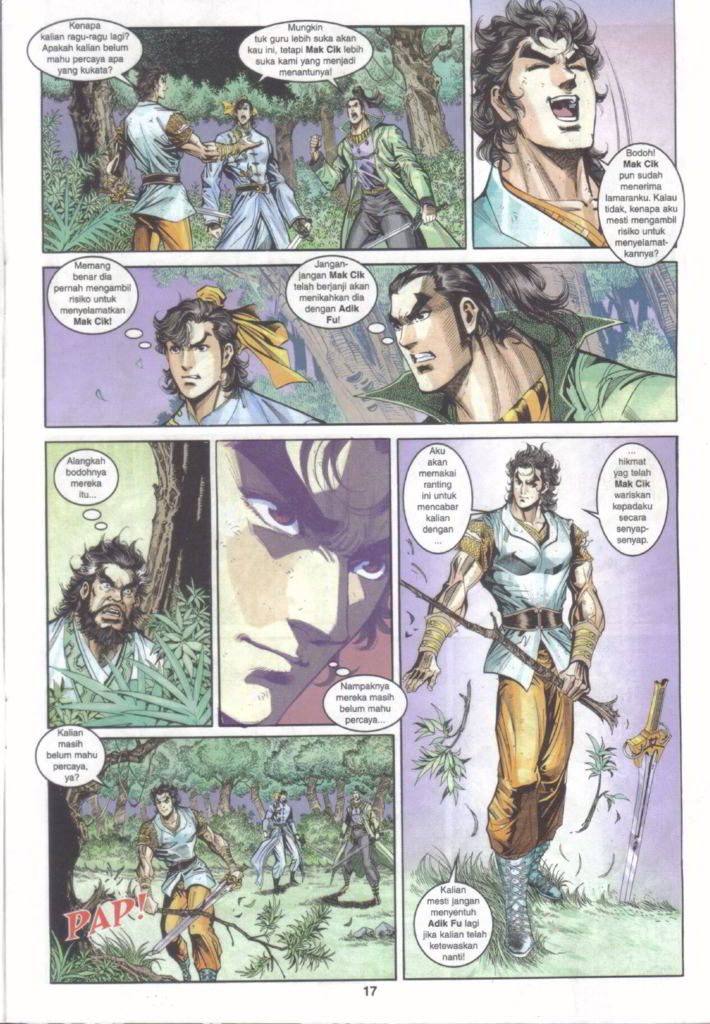 Kenapa
kalian ragu-ragu lagi?
Apakah kalian belum
mahu percaya apa
yang kukata?
Mungkin
tuk guru lebih suka akan
kau ini, tetapi Mak Cik lebih
suka kami yang menjadi
menantunya!
Bodoh!
Mak Cik
pun sudah
menerima
lamaranku. Kalau
tidak, kenapa aku
mesti mengambil
risiko untuk
menyelamat-
kannya?
Memang
benar dia
pernah mengambil
risiko untuk
menyelamatkan
Mak Cik!
Jangan-
jangan Mak Cik
telah berjanji akan
menikahkan dia
dengan Adik
Fu!
Alangkah
bodohnya
mereka
itu...
Nampaknya
mereka masih
belum mahu
percaya...
Aku
akan
memakai
ranting
ini untuk
mencabar
kalian
dengan
...
...
hikmat
yag telah
Mak Cik
wariskan
kepadaku
secara
senyap-
senyap.
Kalian
masih
belum mahu
percaya,
ya?
PAP!
Kalian
mesti jangan
menyentuh
Adik Fu lagi
jika kalian telah
ketewaskan
nanti!
17